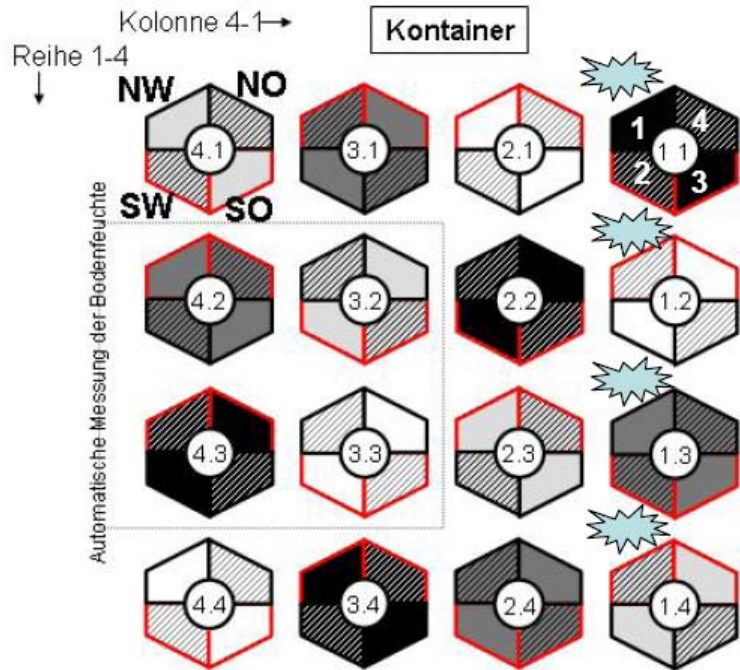 Kolonne 4-1
Kontainer
Reihe 1-4
NW NO
4.1 3.1 2.1 1 4 1.1 2 3
SW SO
Automatische Messung der Bodenfeuchte
4.2 3.2 2.2 1.2
4.3 3.3 2.3 1.3
4.4 3.4 2.4 1.4